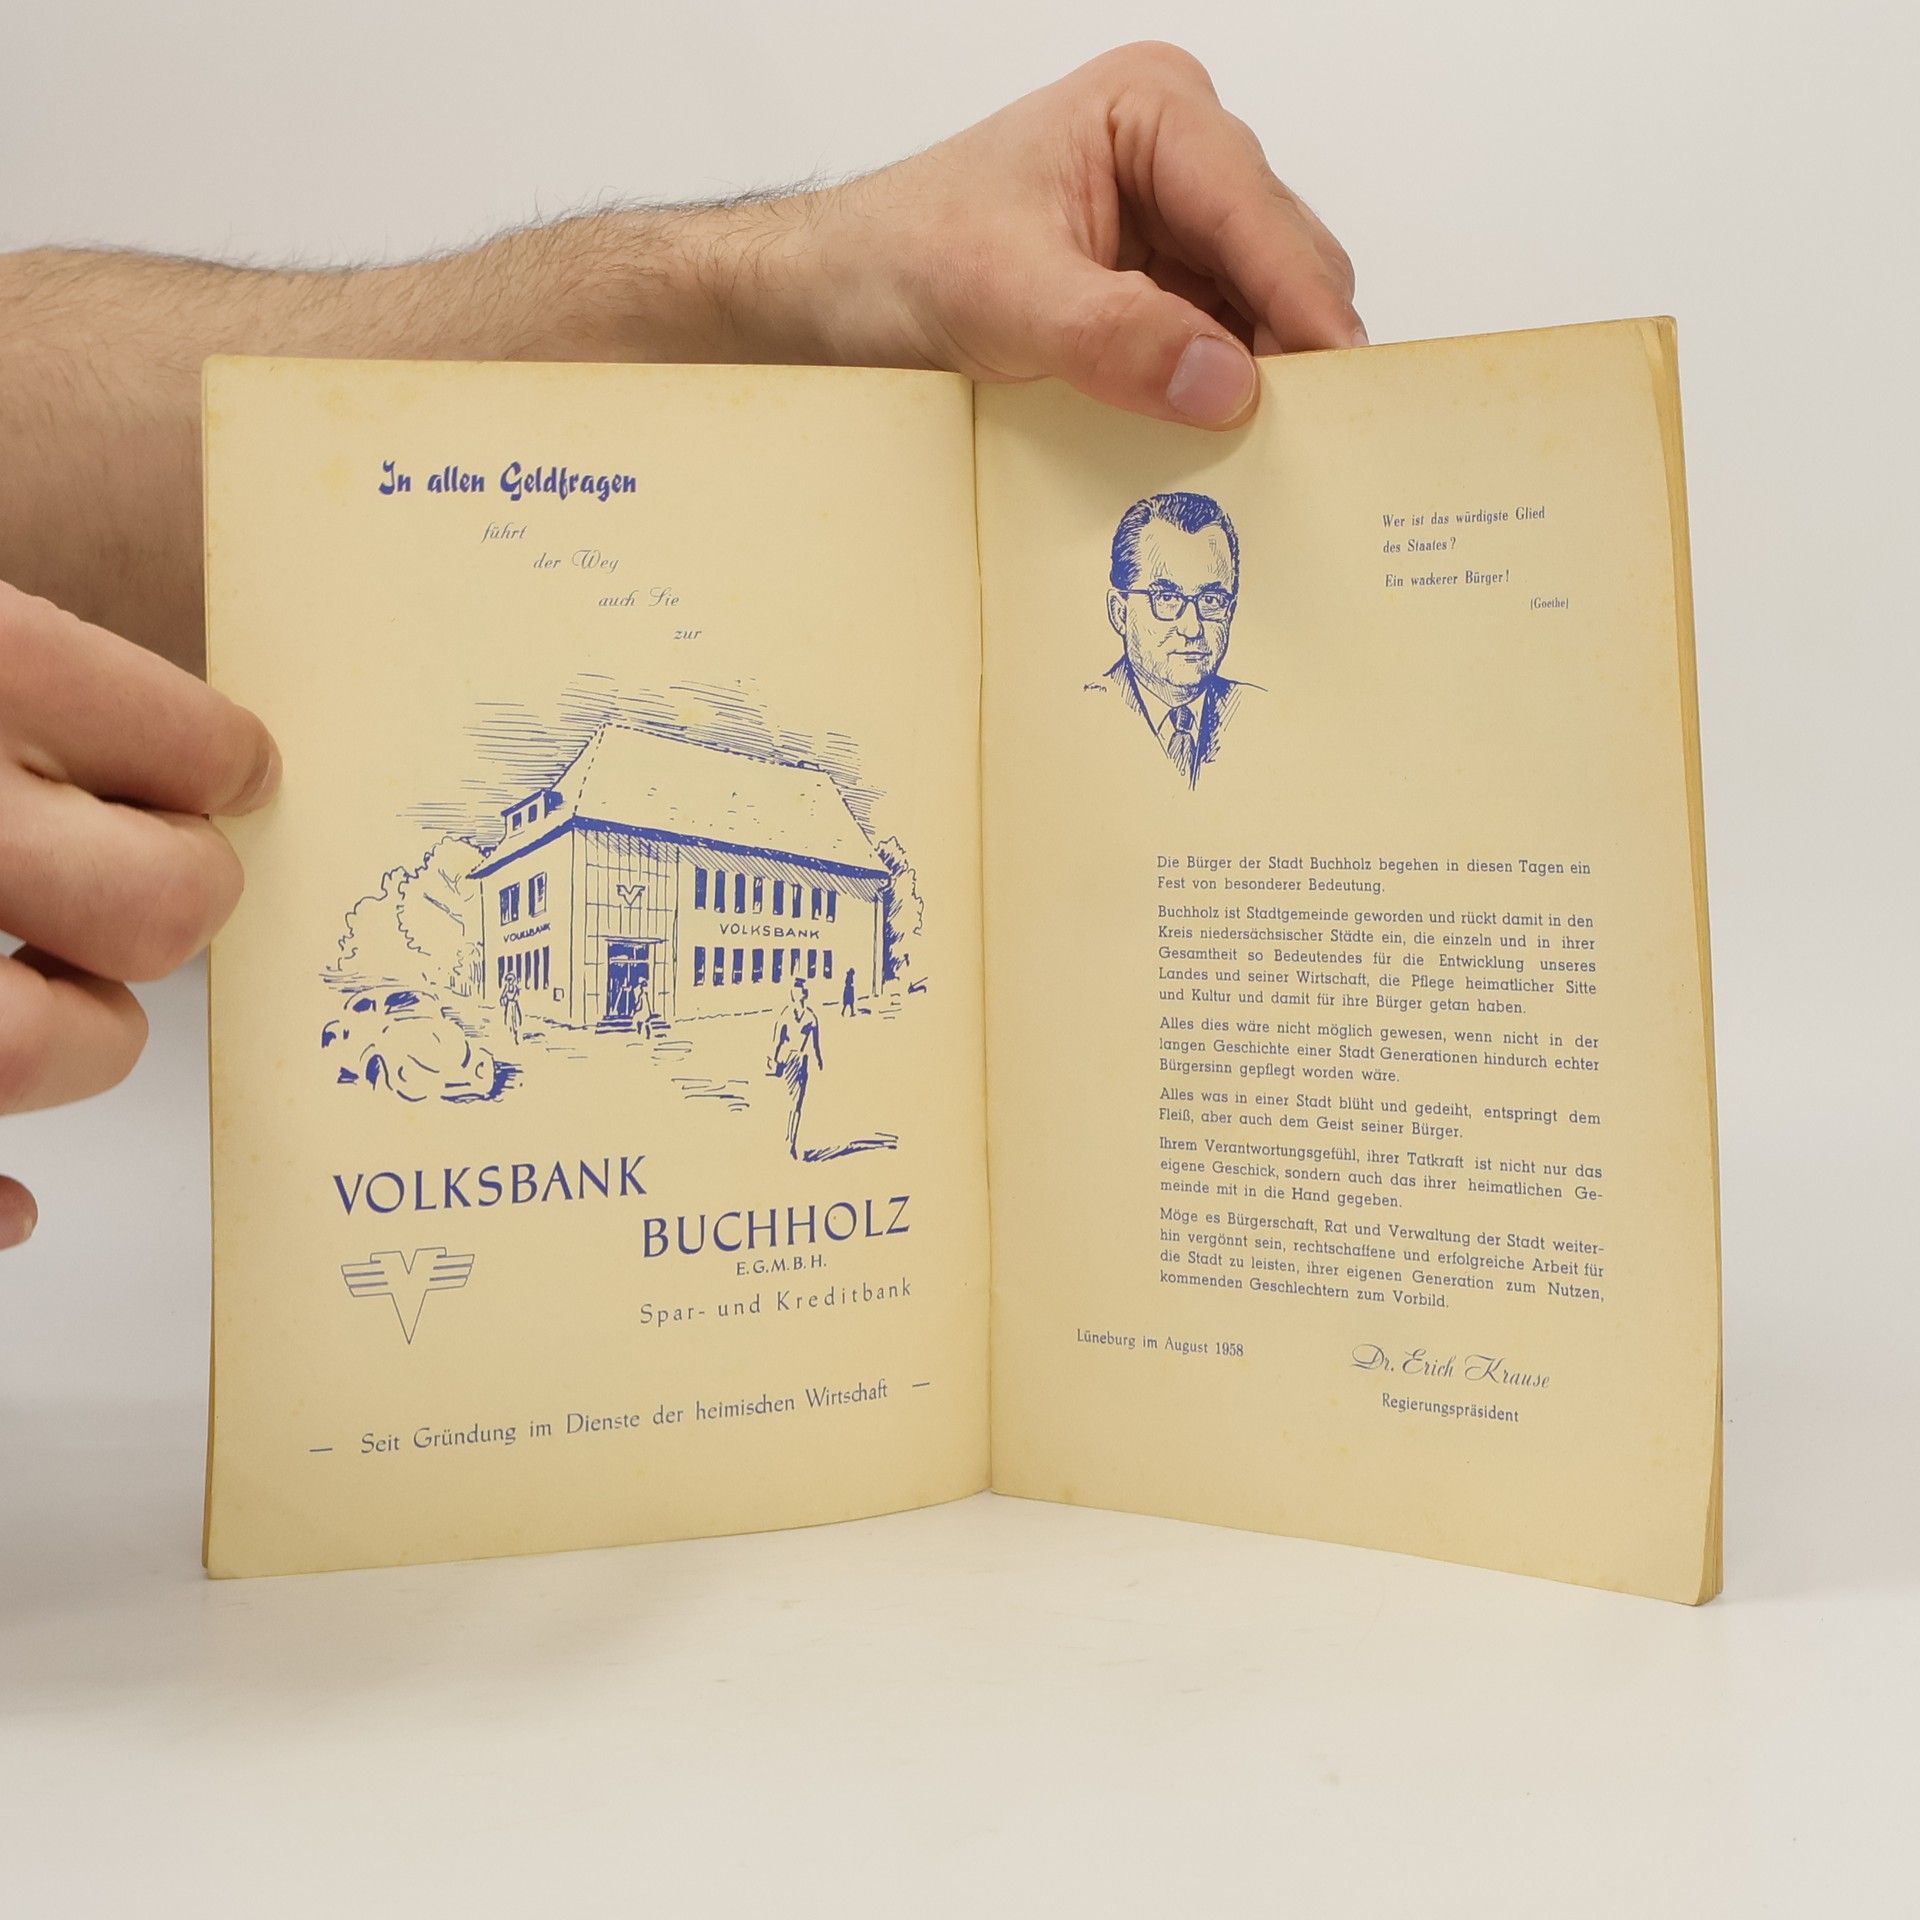 In allen Geldfragen
führt
der Weg
auch Sie
zur
VOLKSBANK
VOLKSBANK
VOLKSBANK
BUCHHOLZ
E.G.M.B.H.
Spar- und Kreditbank
— Seit Gründung im Dienste der heimischen Wirtschaft —
Wer ist das würdigste Glied
des Staates?
Ein wackerer Bürger!
(Goethe)
Die Bürger der Stadt Buchholz begehen in diesen Tagen ein
Fest von besonderer Bedeutung.
Buchholz ist Stadtgemeinde geworden und rückt damit in den
Kreis niedersächsischer Städte ein, die einzeln und in ihrer
Gesamtheit so Bedeutendes für die Entwicklung unseres
Landes und seiner Wirtschaft, die Pflege heimatlicher Sitte
und Kultur und damit für ihre Bürger getan haben.
Alles dies wäre nicht möglich gewesen, wenn nicht in der
langen Geschichte einer Stadt Generationen hindurch echter
Bürgersinn gepflegt worden wäre.
Alles was in einer Stadt blüht und gedeiht, entspringt dem
Fleiß, aber auch dem Geist seiner Bürger.
Ihrem Verantwortungsgefühl, ihrer Tatkraft ist nicht nur das
eigene Geschick, sondern auch das ihrer heimatlichen Ge-
meinde mit in die Hand gegeben.
Möge es Bürgerschaft, Rat und Verwaltung der Stadt weiter-
hin vergönnt sein, rechtschaffene und erfolgreiche Arbeit für
die Stadt zu leisten, ihrer eigenen Generation zum Nutzen,
kommenden Geschlechtern zum Vorbild.
Lüneburg im August 1958
Dr. Erich Krause
Regierungspräsident